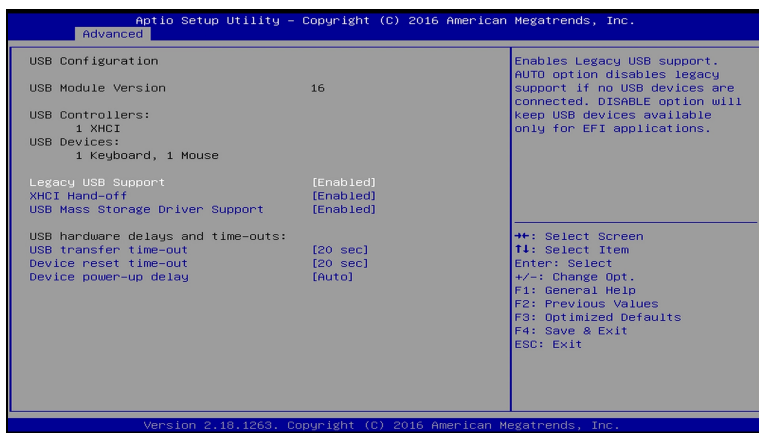 Aptio Setup Utility – Copyright (C) 2016 American Megatrends, Inc.
Advanced
USB Configuration
USB Module Version 16
USB Controllers:
1 XHCI
USB Devices:
1 Keyboard, 1 Mouse
Legacy USB Support [Enabled]
XHCI Hand-off [Enabled]
USB Mass Storage Driver Support [Enabled]
USB hardware delays and time-outs:
USB transfer time-out [20 sec]
Device reset time-out [20 sec]
Device power-up delay [Auto]
Enables Legacy USB support.
AUTO option disables legacy
support if no USB devices are
connected. DISABLE option will
keep USB devices available
only for EFI applications.
→←: Select Screen
↑↓: Select Item
Enter: Select
+/-: Change Opt.
F1: General Help
F2: Previous Values
F3: Optimized Defaults
F4: Save & Exit
ESC: Exit
Version 2.18.1263. Copyright (C) 2016 American Megatrends, Inc.